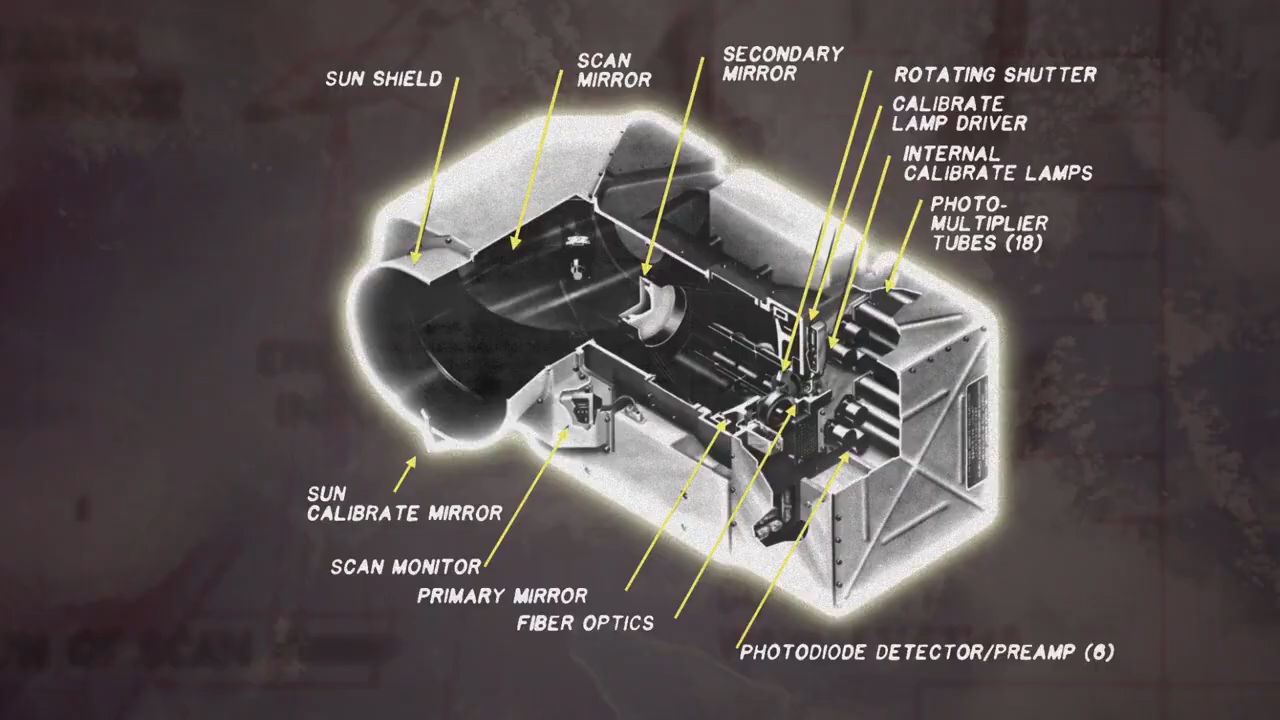 SUN SHIELD
SCAN
MIRROR
SECONDARY
MIRROR
ROTATING SHUTTER
CALIBRATE
LAMP DRIVER
INTERNAL
CALIBRATE LAMPS
PHOTO-
MULTIPLIER
TUBES (18)
SUN
CALIBRATE MIRROR
SCAN MONITOR
PRIMARY MIRROR
FIBER OPTICS
PHOTODIODE DETECTOR/PREAMP (6)